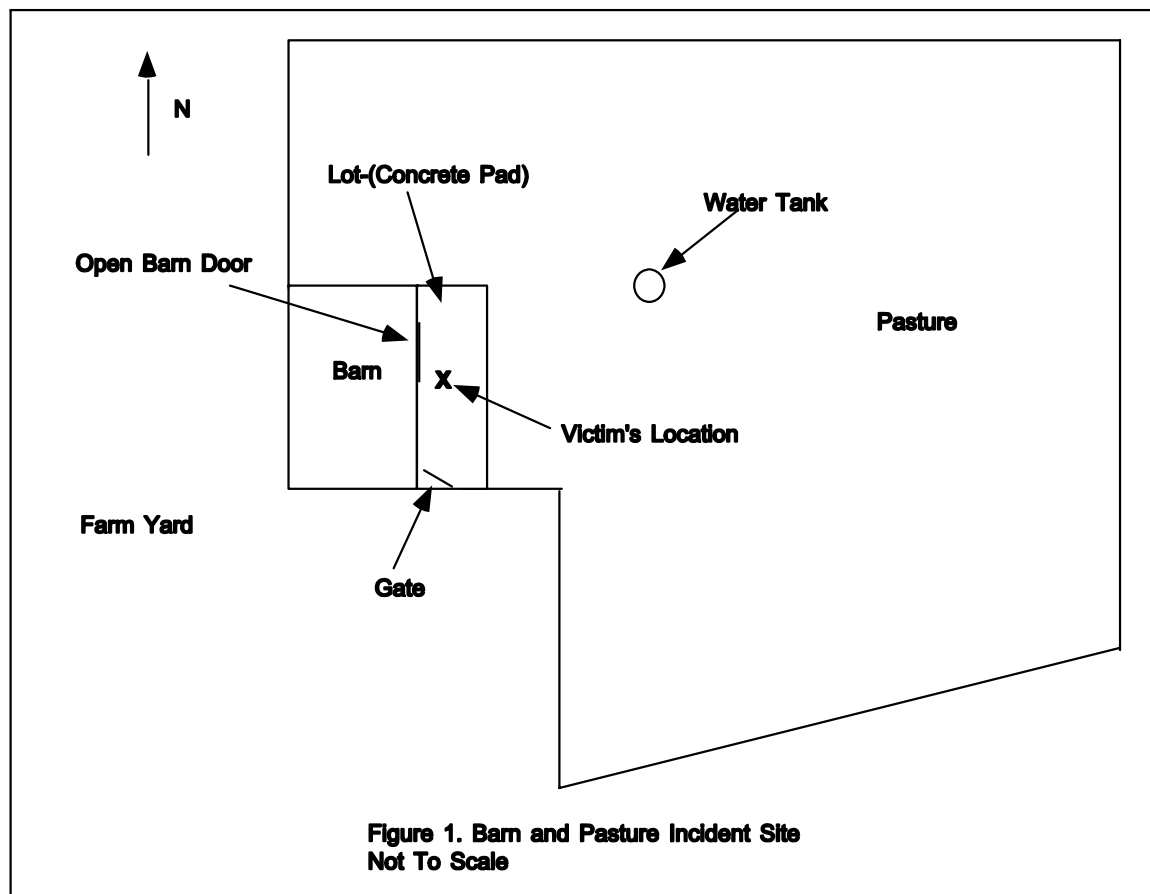 N
Lot-(Concrete Pad)
Water Tank
Open Barn Door
Pasture
Barn
X
Victim's Location
Farm Yard
Gate
Figure 1. Barn and Pasture Incident Site
Not To Scale